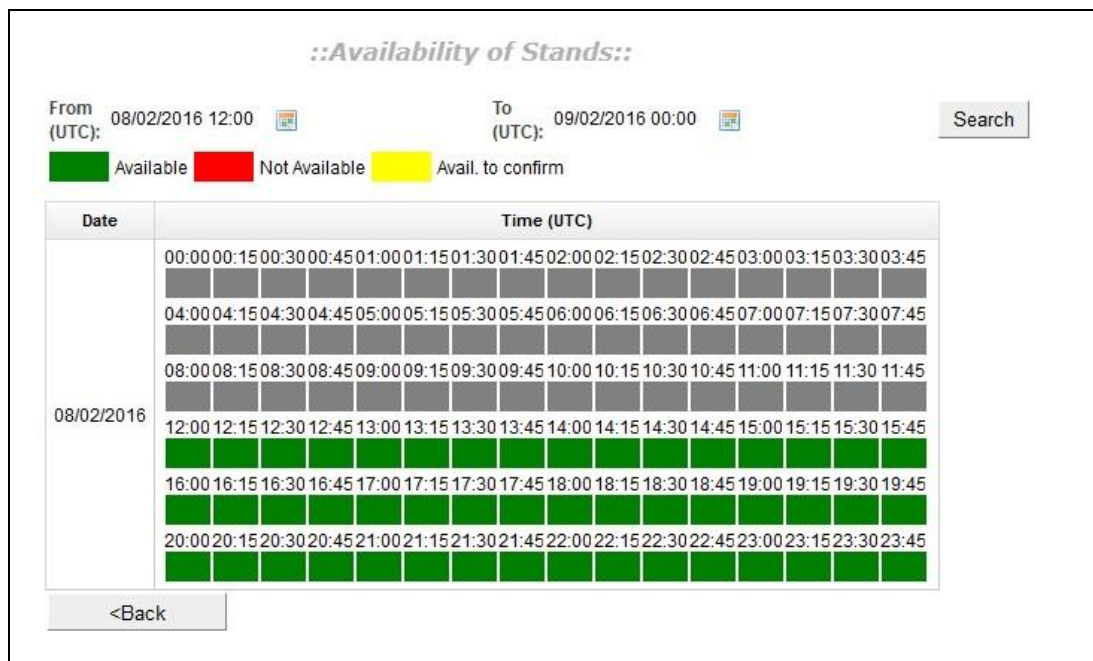 ::Availability of Stands::
From (UTC): 08/02/2016 12:00 To (UTC): 09/02/2016 00:00 Search
Available Not Available Avail. to confirm
Date Time (UTC)
00:00 00:15 00:30 00:45 01:00 01:15 01:30 01:45 02:00 02:15 02:30 02:45 03:00 03:15 03:30 03:45
04:00 04:15 04:30 04:45 05:00 05:15 05:30 05:45 06:00 06:15 06:30 06:45 07:00 07:15 07:30 07:45
08:00 08:15 08:30 08:45 09:00 09:15 09:30 09:45 10:00 10:15 10:30 10:45 11:00 11:15 11:30 11:45
08/02/2016
12:00 12:15 12:30 12:45 13:00 13:15 13:30 13:45 14:00 14:15 14:30 14:45 15:00 15:15 15:30 15:45
16:00 16:15 16:30 16:45 17:00 17:15 17:30 17:45 18:00 18:15 18:30 18:45 19:00 19:15 19:30 19:45
20:00 20:15 20:30 20:45 21:00 21:15 21:30 21:45 22:00 22:15 22:30 22:45 23:00 23:15 23:30 23:45
<Back